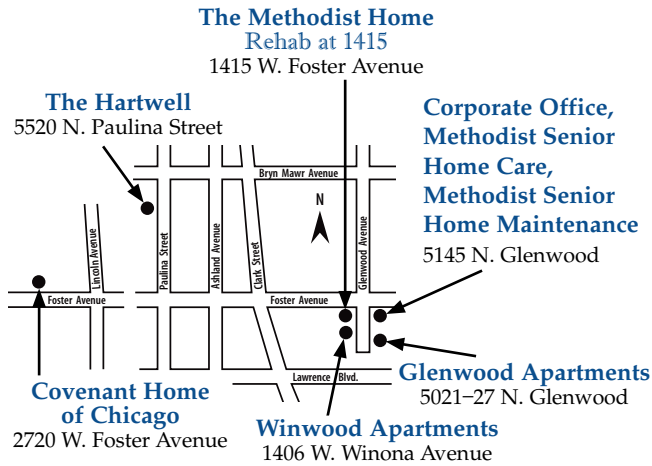 The Methodist Home
Rehab at 1415
1415 W. Foster Avenue
The Hartwell
5520 N. Paulina Street
Corporate Office,
Methodist Senior
Home Care,
Methodist Senior
Home Maintenance
5145 N. Glenwood
Bryn Mawr Avenue
N
Lincoln Avenue
Paulina Street
Ashland Avenue
Clark Street
Glenwood Avenue
Foster Avenue
Foster Avenue
Lawrence Blvd.
Covenant Home
of Chicago
2720 W. Foster Avenue
Winwood Apartments
1406 W. Winona Avenue
Glenwood Apartments
5021–27 N. Glenwood